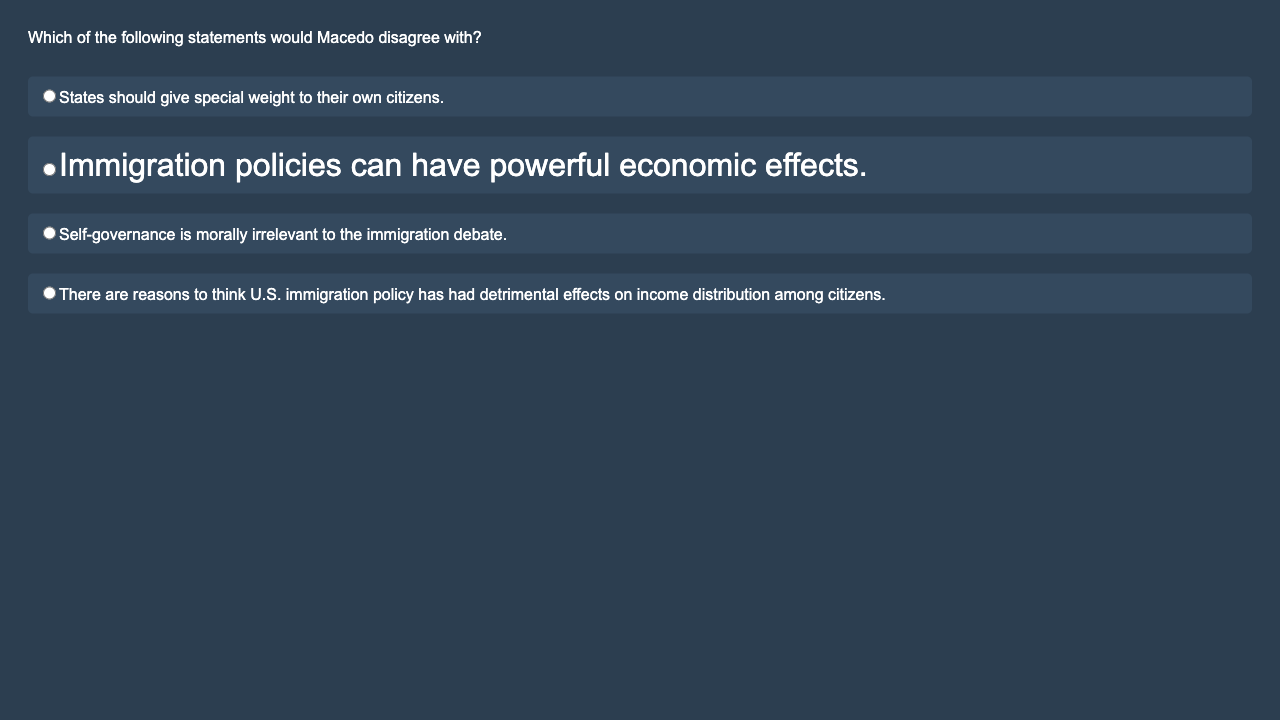 Which of the following statements would Macedo disagree with?
States should give special weight to their own citizens.
Immigration policies can have powerful economic effects.
Self-governance is morally irrelevant to the immigration debate.
There are reasons to think U.S. immigration policy has had detrimental effects on income distribution among citizens.